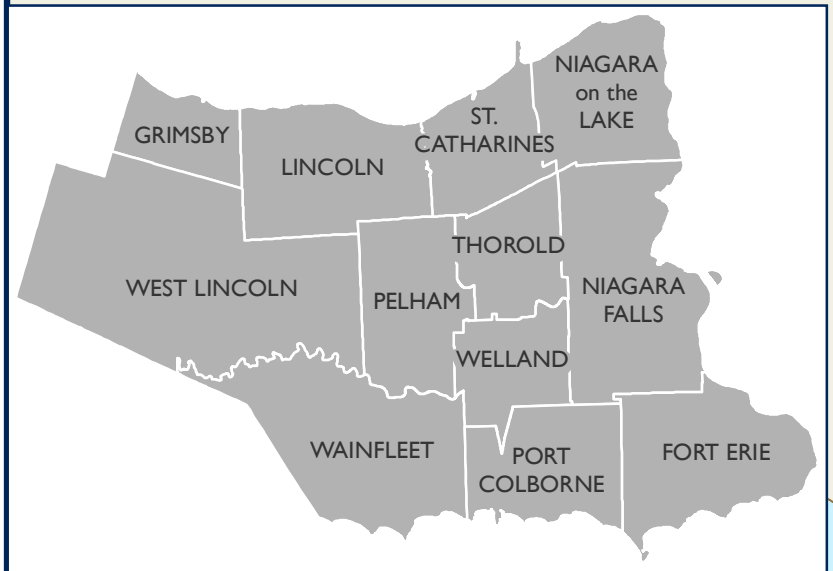 NIAGARA
on the
LAKE
ST.
CATHARINES
GRIMSBY
LINCOLN
THOROLD
WEST LINCOLN
PELHAM
NIAGARA
FALLS
WELLAND
WAINFLEET
PORT
COLBORNE
FORT ERIE